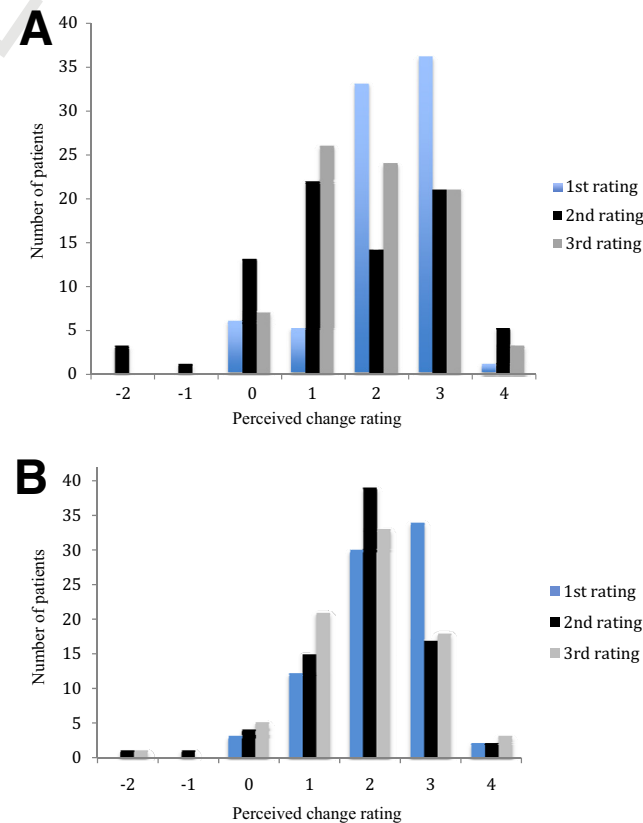 A
40
35
30
25
20
15
10
5
0
Number of patients
-2 -1 0 1 2 3 4
Perceived change rating
1st rating
2nd rating
3rd rating
B
40
35
30
25
20
15
10
5
0
Number of patients
-2 -1 0 1 2 3 4
Perceived change rating
1st rating
2nd rating
3rd rating